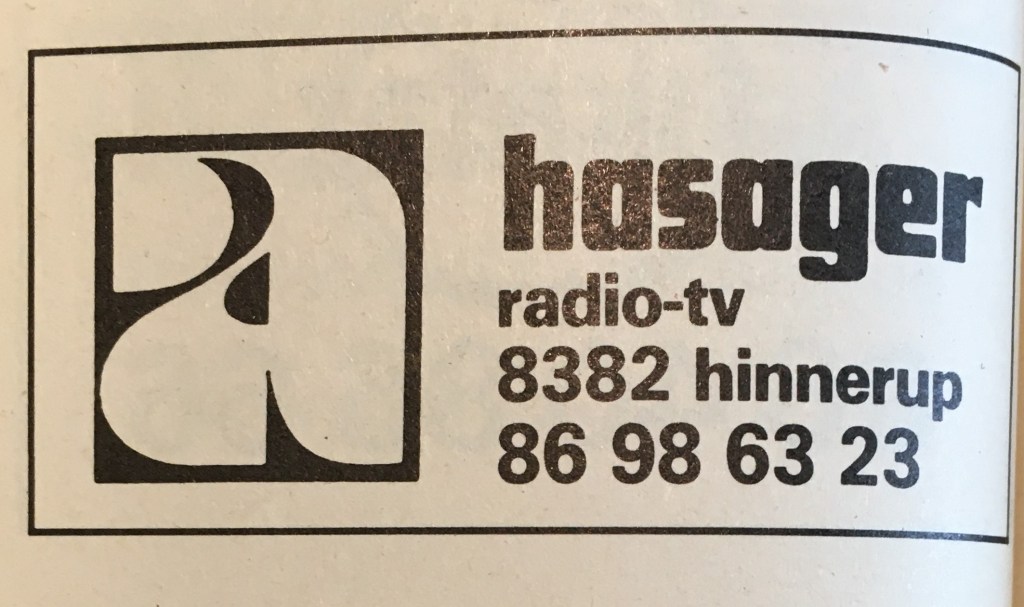 a
hasager
radio-tv
8382 hinnerup
86 98 63 23